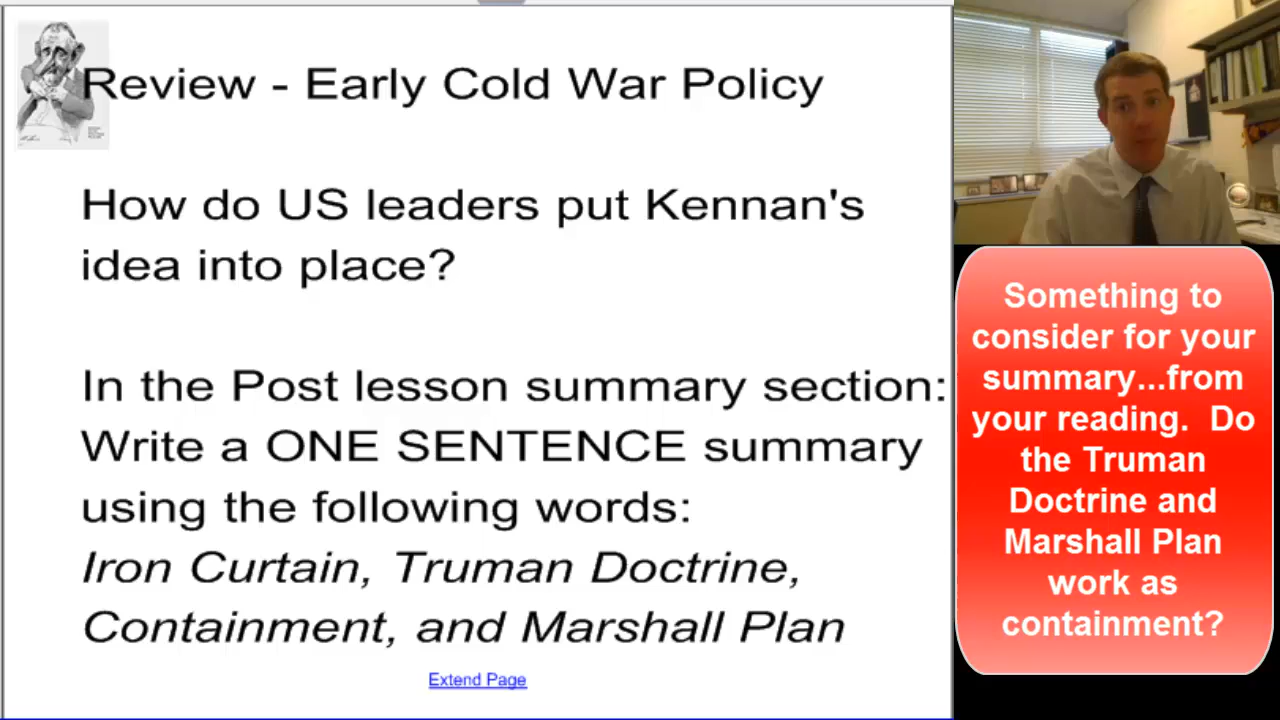 Review - Early Cold War Policy
How do US leaders put Kennan's
idea into place?
In the Post lesson summary section:
Write a ONE SENTENCE summary
using the following words:
Iron Curtain, Truman Doctrine,
Containment, and Marshall Plan
Extend Page
Something to
consider for your
summary...from
your reading.  Do
the Truman
Doctrine and
Marshall Plan
work as
containment?